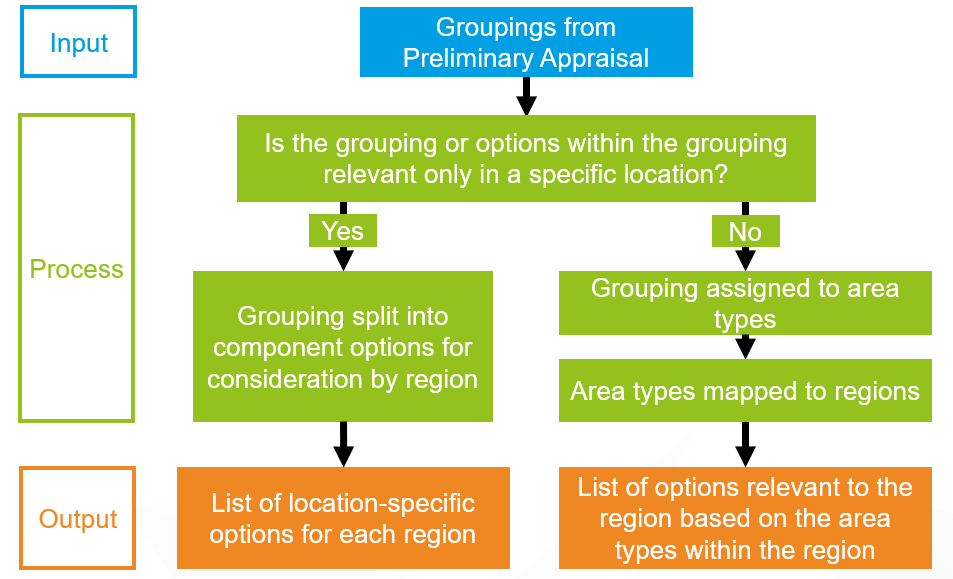 Input
Groupings from
Preliminary Appraisal
Is the grouping or options within the grouping
relevant only in a specific location?
Yes
No
Process
Grouping split into
component options for
consideration by region
Grouping assigned to area
types
Area types mapped to regions
Output
List of location-specific
options for each region
List of options relevant to the
region based on the area
types within the region